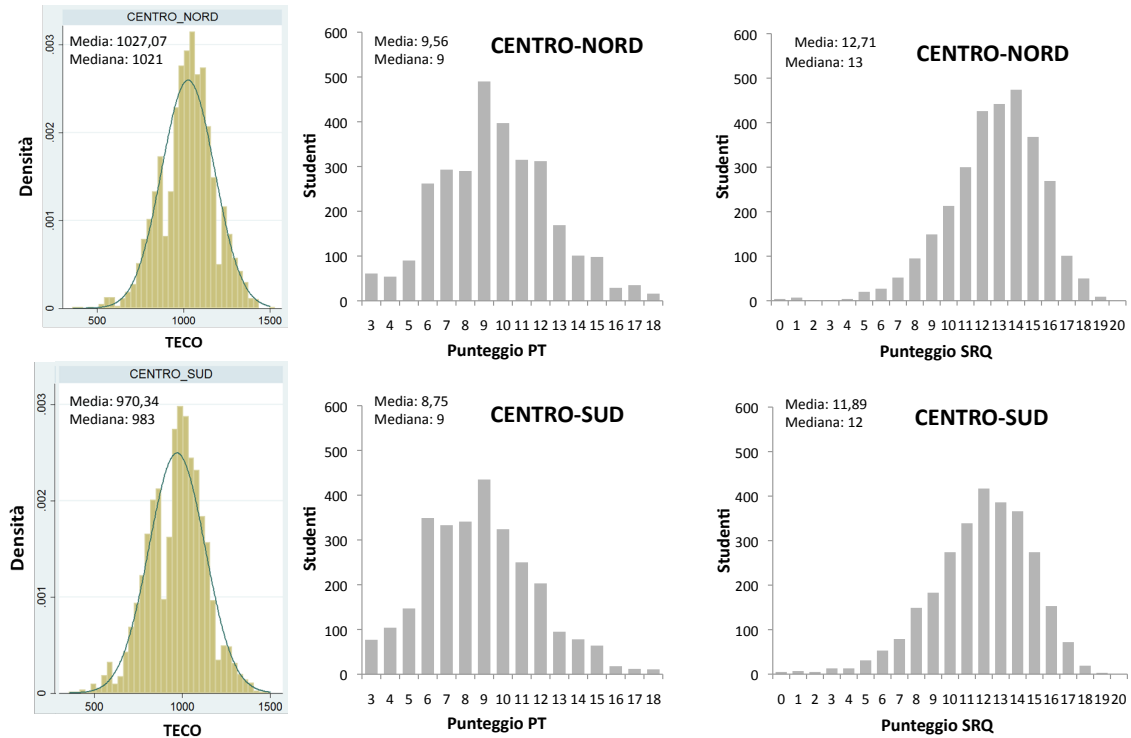 CENTRO_NORD
Media: 1027,07
Mediana: 1021
Densità
.003
.002
.001
0
500 1000 1500
TECO
Media: 9,56
Mediana: 9
CENTRO-NORD
Studenti
600
500
400
300
200
100
0
3 4 5 6 7 8 9 10 11 12 13 14 15 16 17 18
Punteggio PT
Media: 12,71
Mediana: 13
CENTRO-NORD
Studenti
600
500
400
300
200
100
0
0 1 2 3 4 5 6 7 8 9 10 11 12 13 14 15 16 17 18 19 20
Punteggio SRQ
CENTRO_SUD
Media: 970,34
Mediana: 983
Densità
.003
.002
.001
0
500 1000 1500
TECO
Media: 8,75
Mediana: 9
CENTRO-SUD
Studenti
600
500
400
300
200
100
0
3 4 5 6 7 8 9 10 11 12 13 14 15 16 17 18
Punteggio PT
Media: 11,89
Mediana: 12
CENTRO-SUD
Studenti
600
500
400
300
200
100
0
0 1 2 3 4 5 6 7 8 9 10 11 12 13 14 15 16 17 18 19 20
Punteggio SRQ